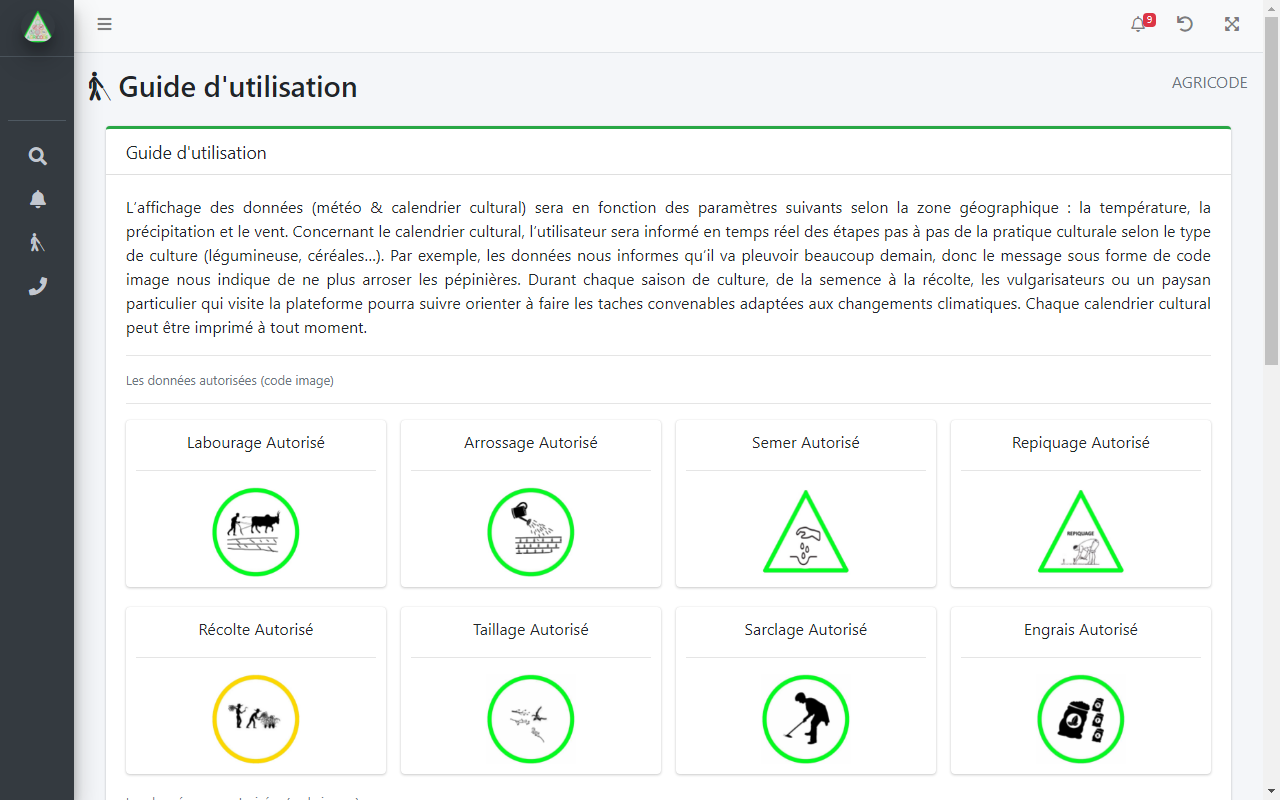 9
Guide d'utilisation
AGRICODE
Guide d'utilisation
L'affichage des données (météo & calendrier cultural) sera en fonction des paramètres suivants selon la zone géographique : la température, la
précipitation et le vent. Concernant le calendrier cultural, l'utilisateur sera informé en temps réel des étapes pas à pas de la pratique culturale selon le type
de culture (légumineuse, céréales...). Par exemple, les données nous informes qu'il va pleuvoir beaucoup demain, donc le message sous forme de code
image nous indique de ne plus arroser les pépinières. Durant chaque saison de culture, de la semence à la récolte, les vulgarisateurs ou un paysan
particulier qui visite la plateforme pourra suivre orienter à faire les taches convenables adaptées aux changements climatiques. Chaque calendrier cultural
peut être imprimé à tout moment.
Les données autorisées (code image)
Labourage Autorisé
Arrossage Autorisé
Semer Autorisé
Repiquage Autorisé
REPIQUAGE
Récolte Autorisé
Taillage Autorisé
Sarclage Autorisé
Engrais Autorisé